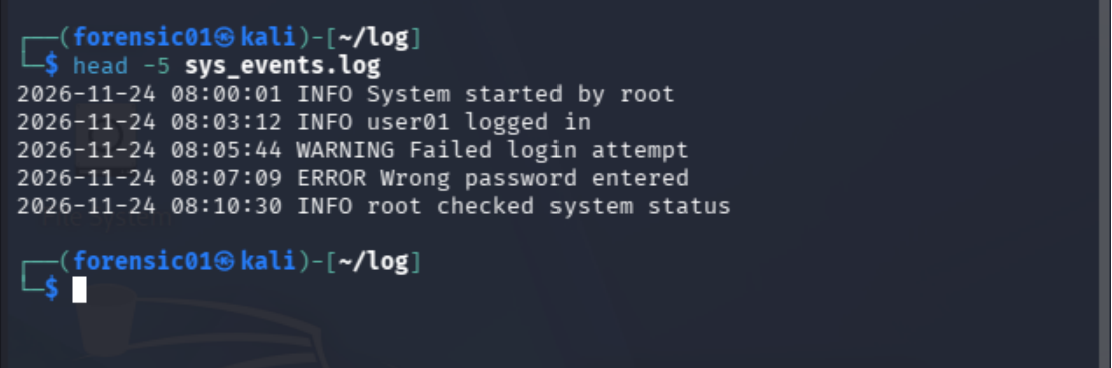 ┌──(forensic01㉿kali)-[~/log]
└─$ head -5 sys_events.log
2026-11-24 08:00:01 INFO System started by root
2026-11-24 08:03:12 INFO user01 logged in
2026-11-24 08:05:44 WARNING Failed login attempt
2026-11-24 08:07:09 ERROR Wrong password entered
2026-11-24 08:10:30 INFO root checked system status
┌──(forensic01㉿kali)-[~/log]
└─$